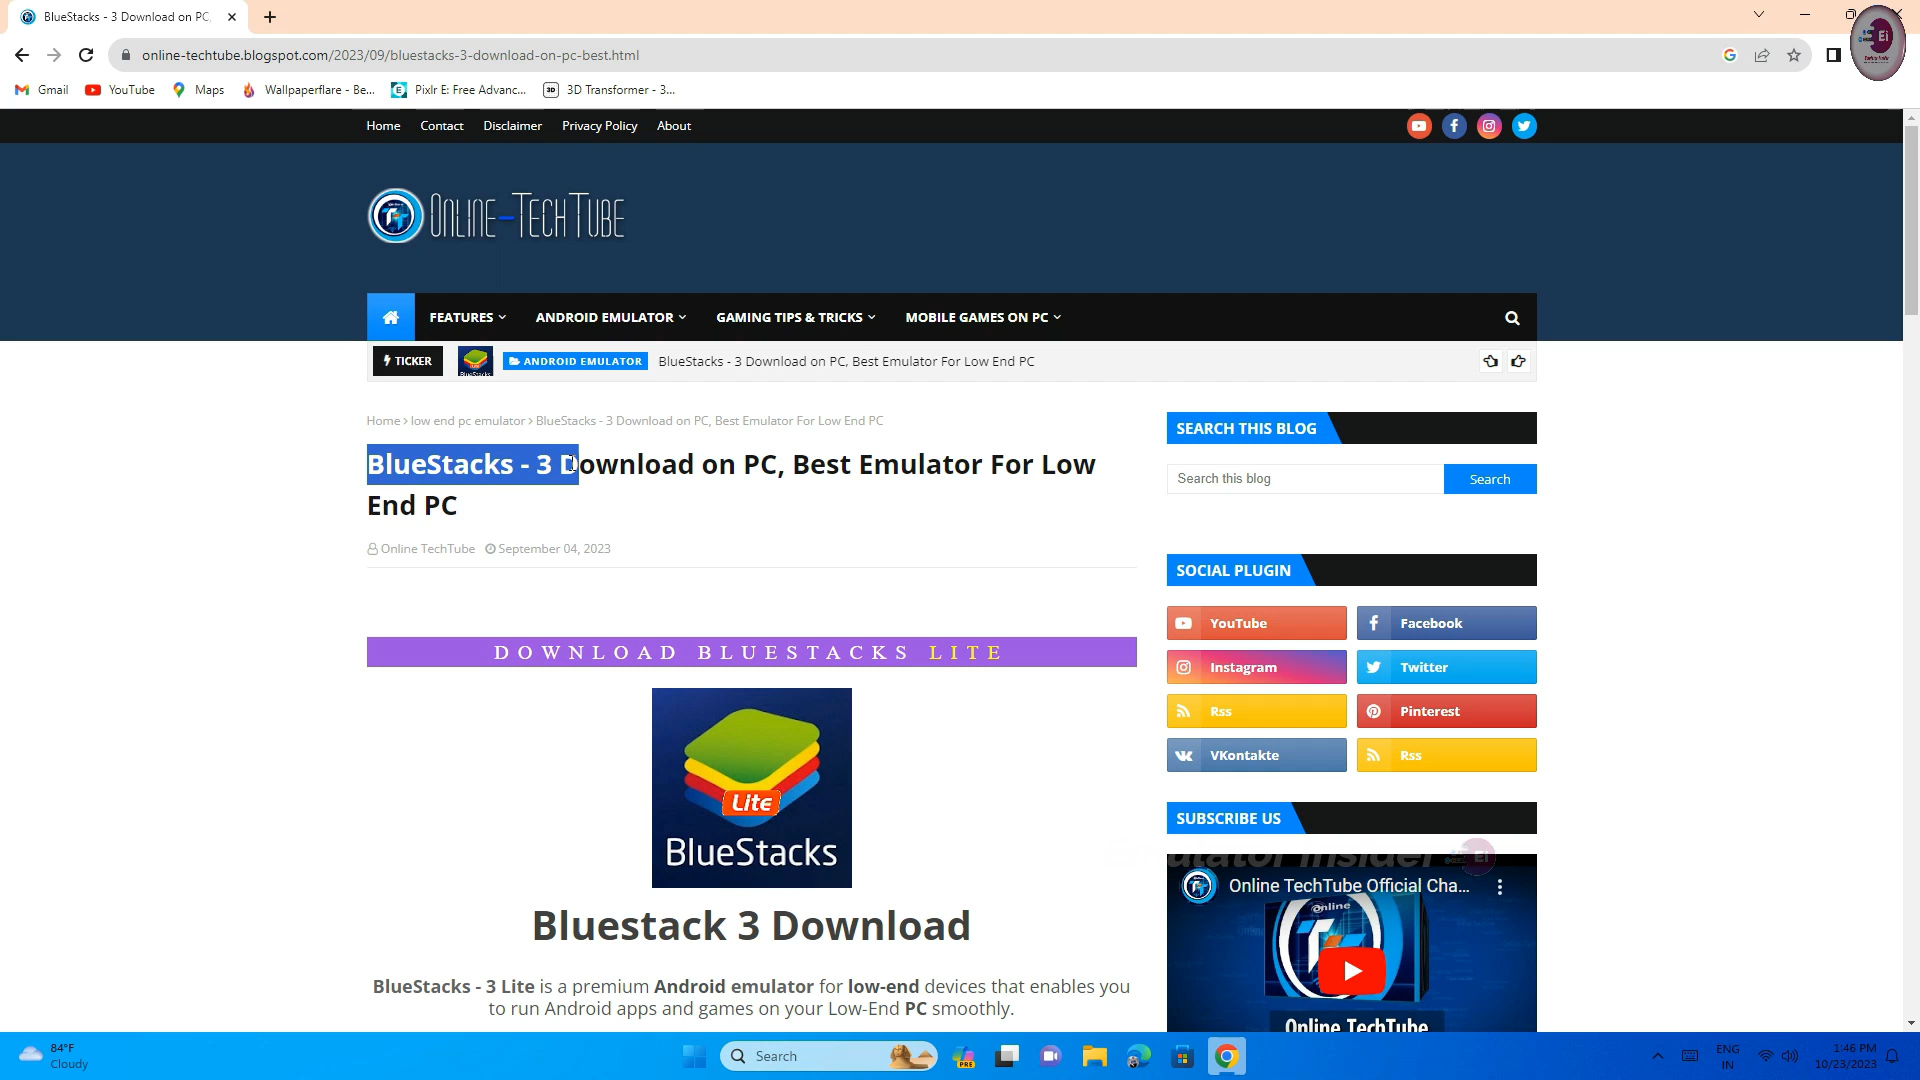 BlueStacks - 3 Download on PC,
online-techtube.blogspot.com/2023/09/bluestacks-3-download-on-pc-best.html
Gmail YouTube Maps Wallpaperflare - Be... Pixlr E: Free Advanc... 3D Transformer - 3...
Home Contact Disclaimer Privacy Policy About
ONLINE-TECHTUBE
FEATURES ANDROID EMULATOR GAMING TIPS & TRICKS MOBILE GAMES ON PC
TICKER BlueStacks ANDROID EMULATOR BlueStacks - 3 Download on PC, Best Emulator For Low End PC
Home > low end pc emulator > BlueStacks - 3 Download on PC, Best Emulator For Low End PC
BlueStacks - 3 Download on PC, Best Emulator For Low
End PC
Online TechTube September 04, 2023
DOWNLOAD BLUESTACKS LITE
Lite
BlueStacks
Bluestack 3 Download
BlueStacks - 3 Lite is a premium Android emulator for low-end devices that enables you
to run Android apps and games on your Low-End PC smoothly.
SEARCH THIS BLOG
Search this blog Search
SOCIAL PLUGIN
YouTube Facebook
Instagram Twitter
Rss Pinterest
VKontakte Rss
SUBSCRIBE US
Emulator Insider Ei
Online TechTube Official Cha...
Online
Online TechTube
Ei
84°F
Cloudy
Search
PRE
ENG
IN
1:46 PM
10/23/2023